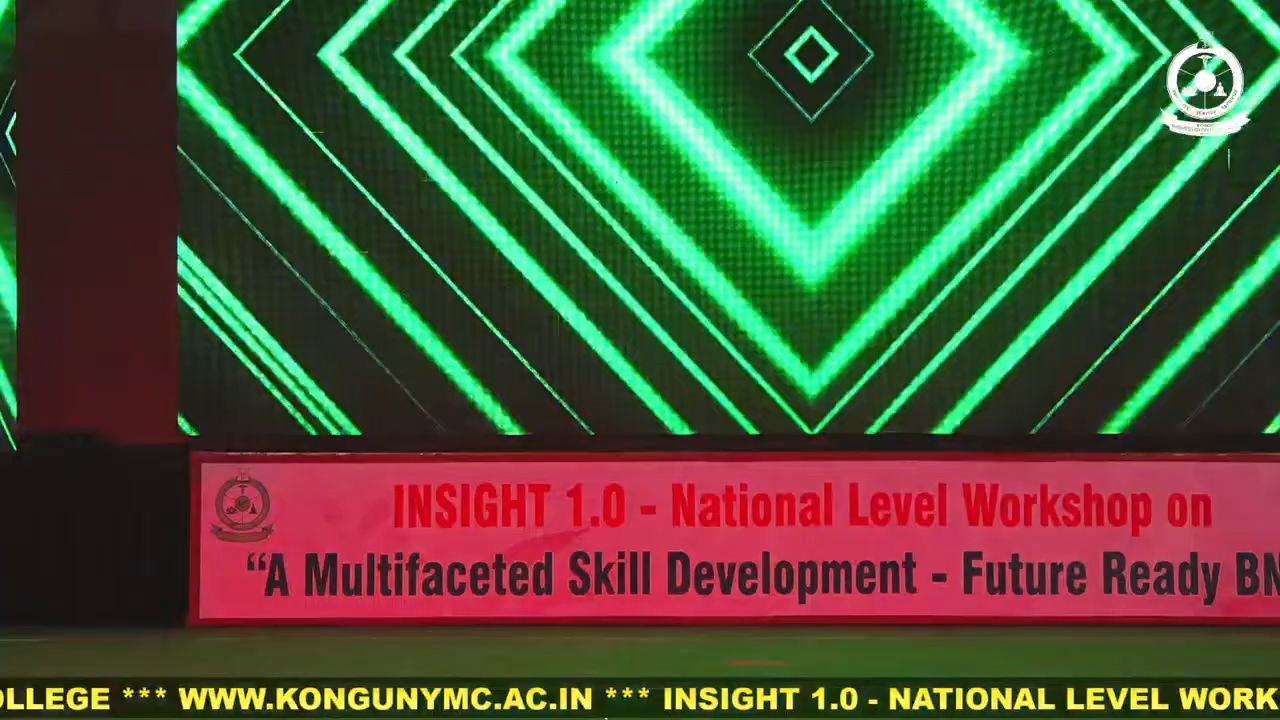 INSIGHT 1.0 - National Level Workshop on
“A Multifaceted Skill Development - Future Ready
WWW.KONGUNYMC.AC.IN *** INSIGHT 1.0 - NATIONAL LEVEL